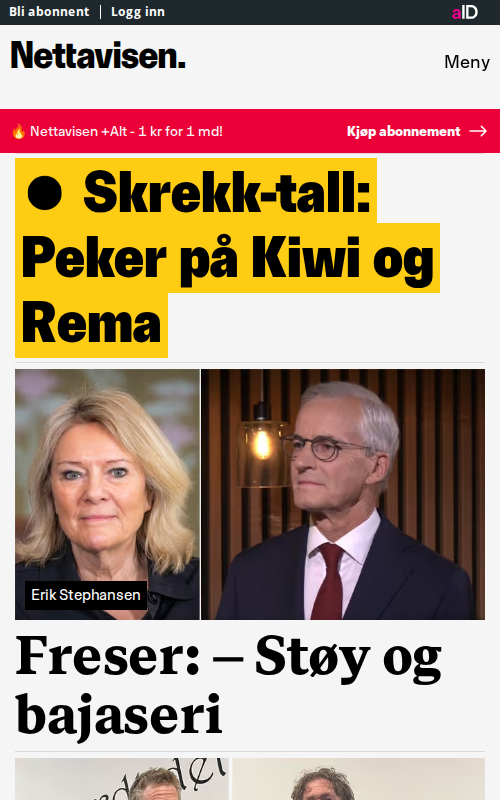 Bli abonnent
Logg inn
aID
Nettavisen.
Meny
🔥 Nettavisen +Alt - 1 kr for 1 md!
Kjøp abonnement →
● Skrekk-tall:
Peker på Kiwi og
Rema
Erik Stephansen
Freser: – Støy og
bajaseri